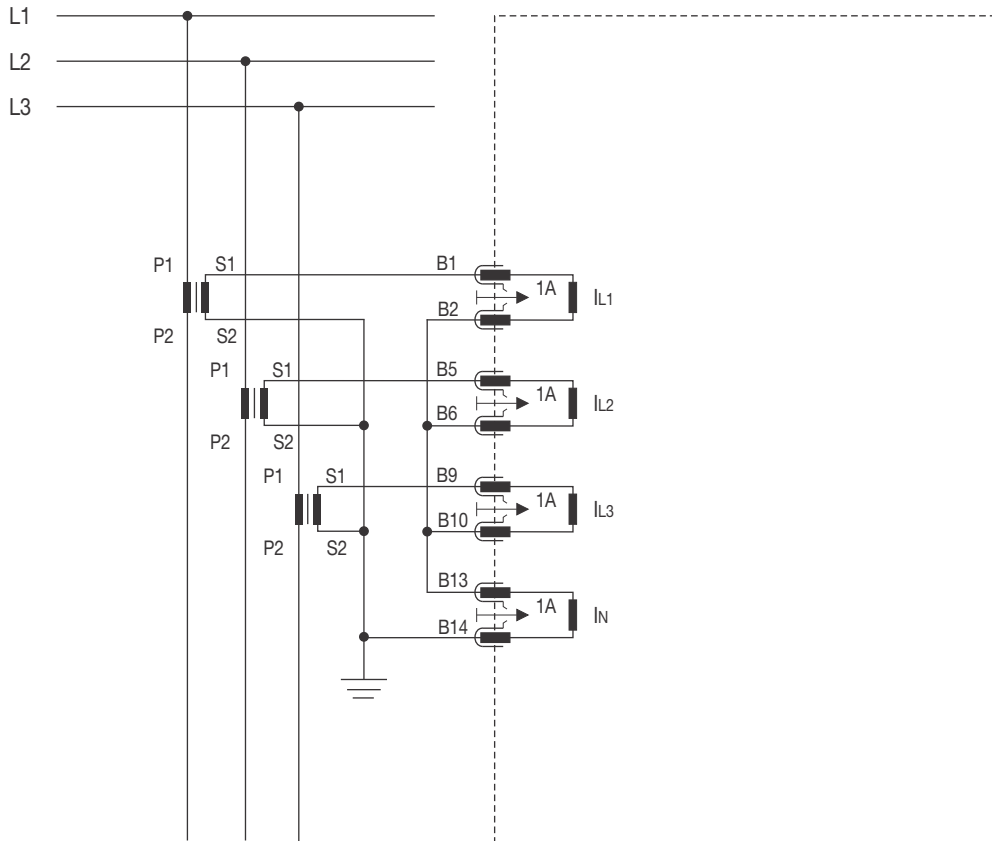 L1
L2
L3
P1 S1 B1 1A IL1
P2 S2 B2
P1 S1 B5 1A IL2
P2 S2 B6
P1 S1 B9 1A IL3
P2 S2 B10
B13 1A IN
B14